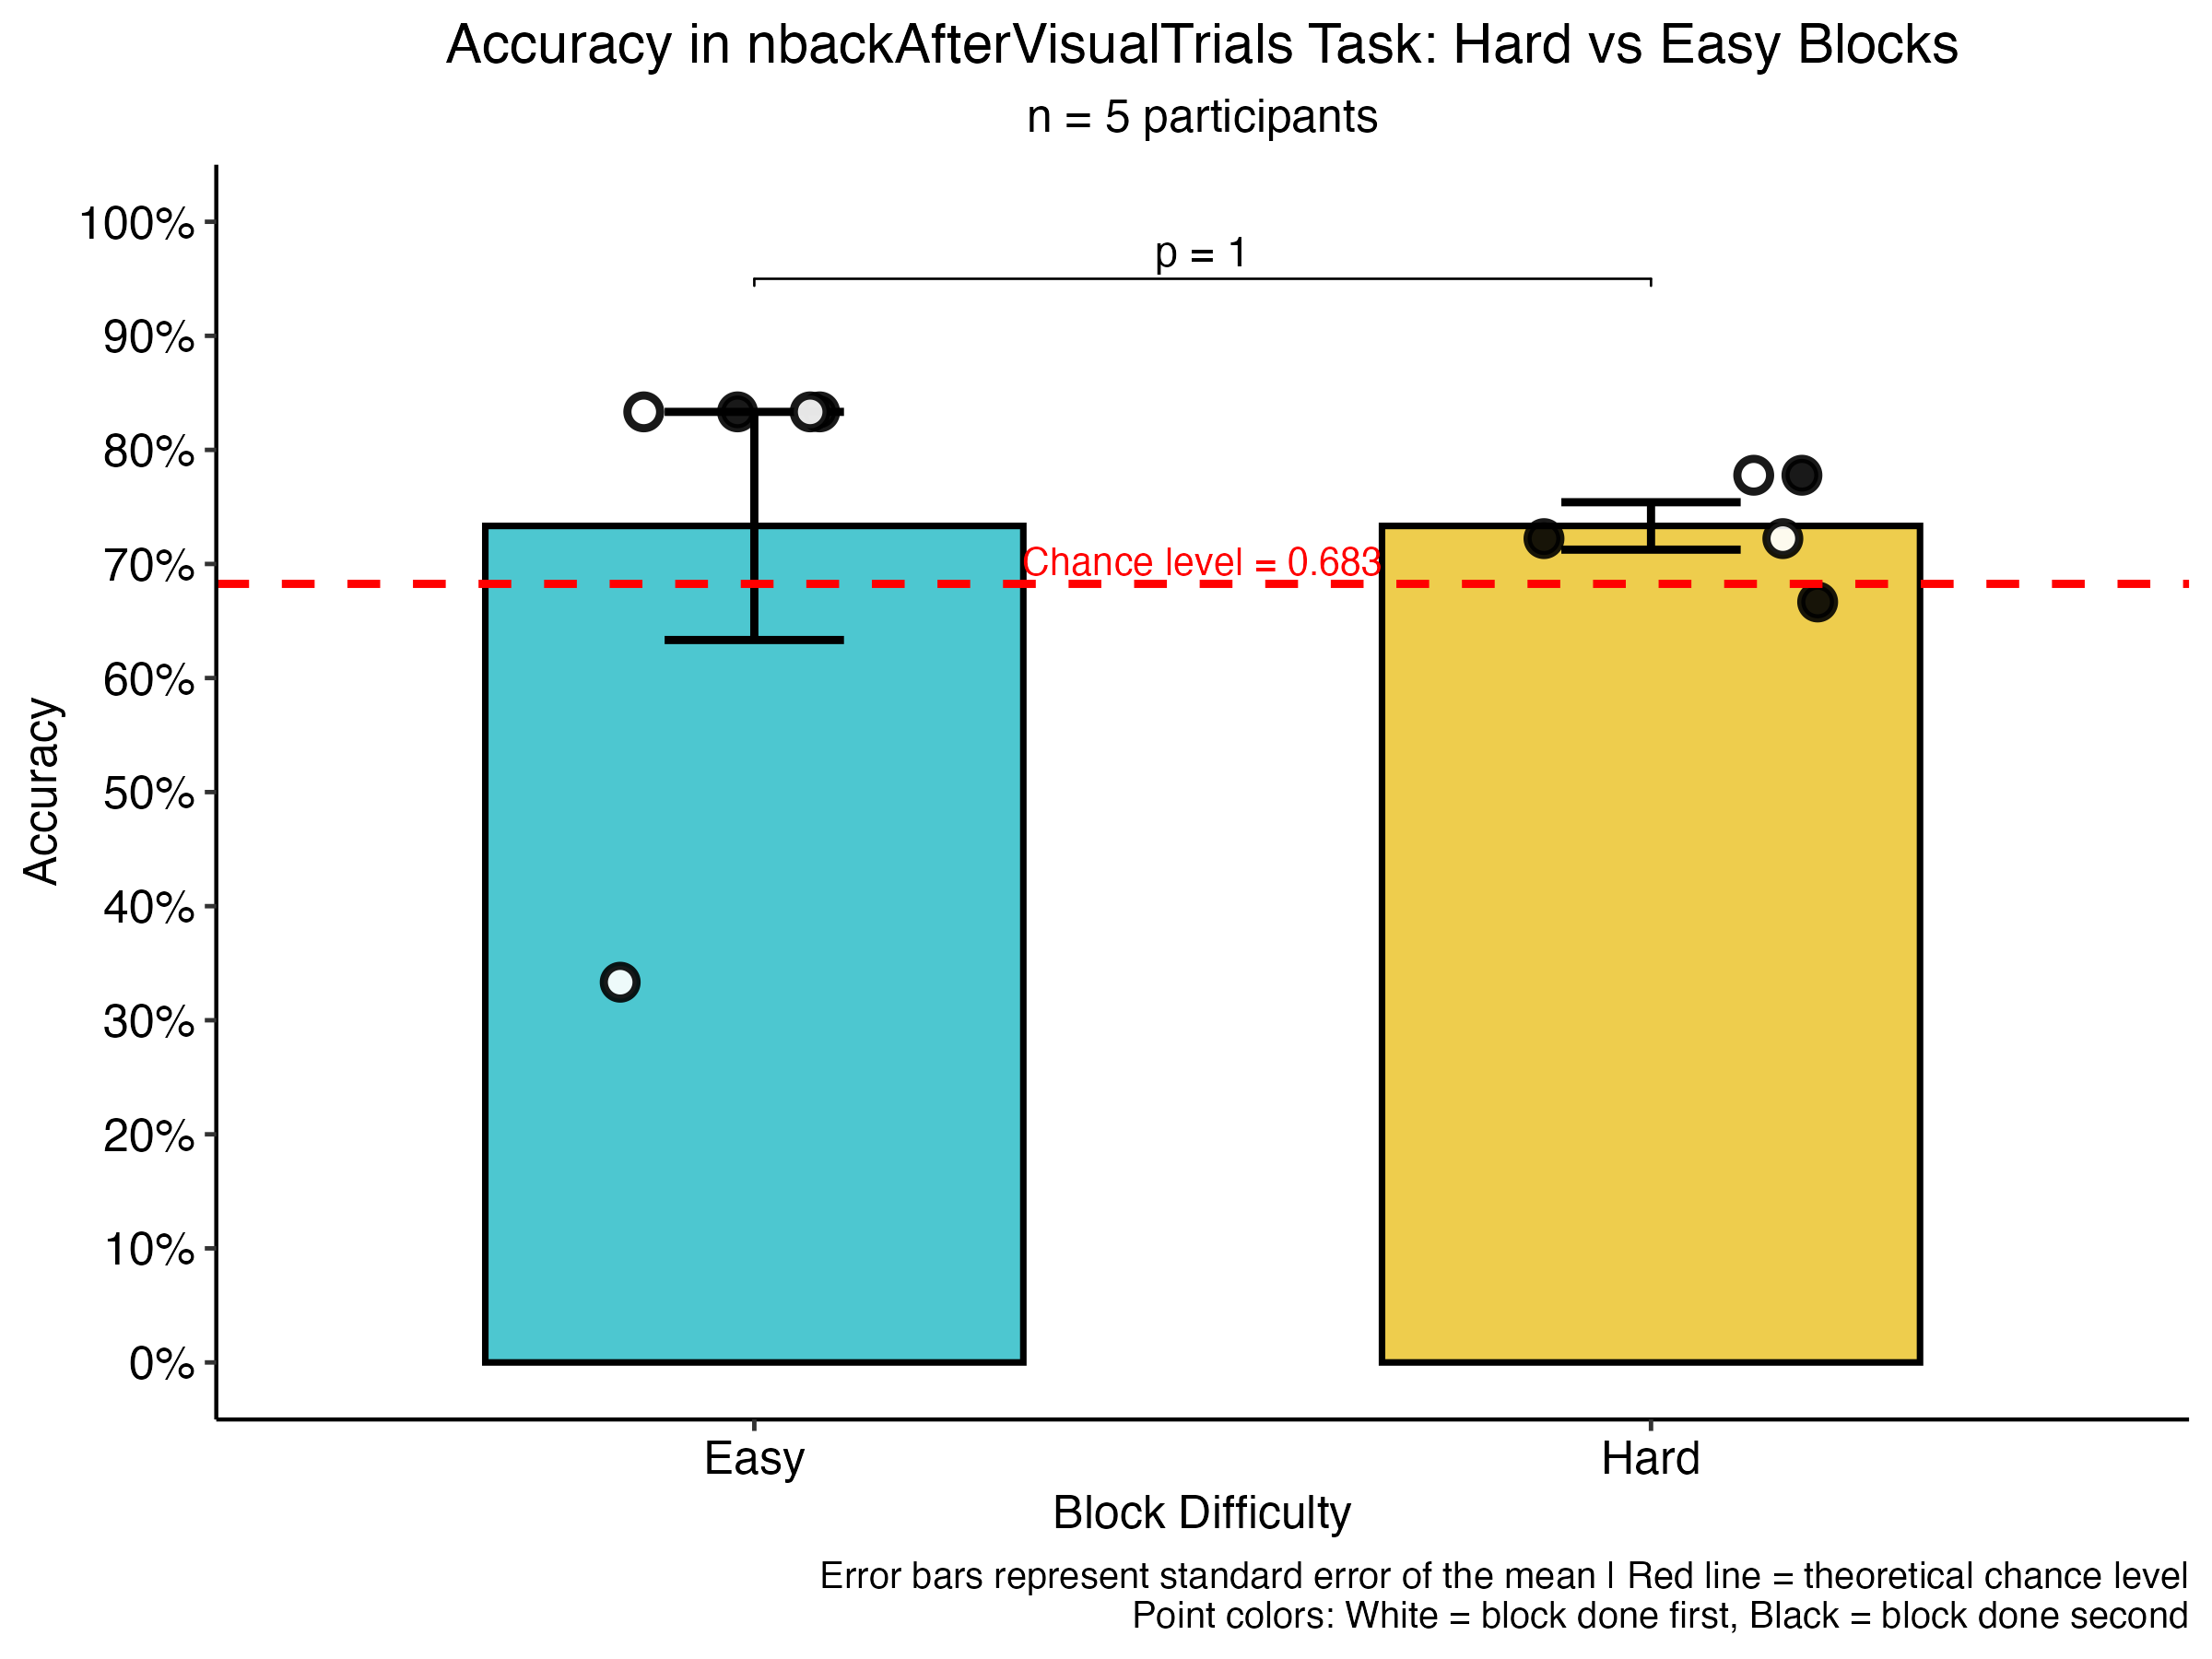 Accuracy in nbackAfterVisualTrials Task: Hard vs Easy Blocks
n = 5 participants
100%
90%
80%
70%
60%
50%
40%
30%
20%
10%
0%
Accuracy
p = 1
Chance level = 0.683
Easy
Hard
Block Difficulty
Error bars represent standard error of the mean | Red line = theoretical chance level
Point colors: White = block done first, Black = block done second